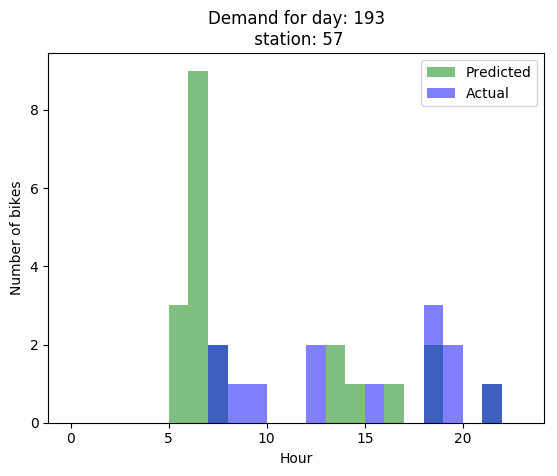 Demand for day: 193
station: 57
Predicted
Actual
8
6
4
2
0
Number of bikes
0 5 10 15 20
Hour